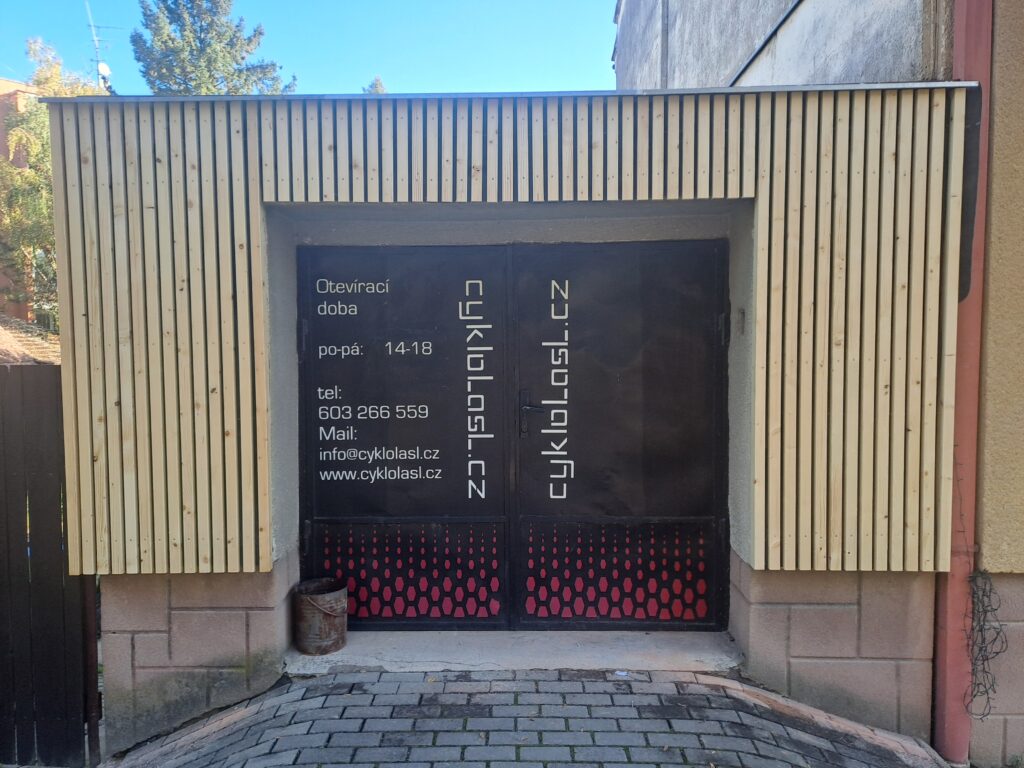 Otevírací
doba
po-pá: 14-18
tel:
603 266 559
Mail:
info@cyklolasl.cz
www.cyklolasl.cz
cyklolasl.cz
cyklolasl.cz